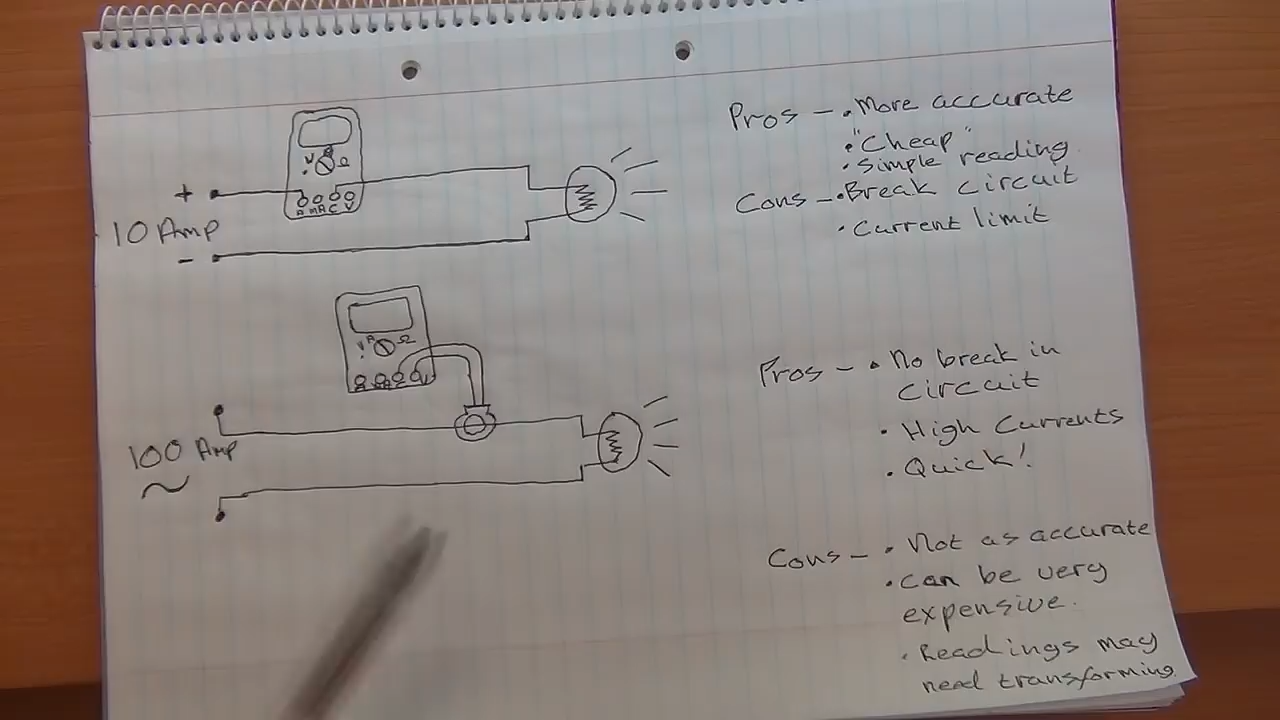 Pros - • More accurate
• "Cheap"
• Simple reading
Cons - • Break circuit
• Current limit
+
10 Amp
-
V Ω
A mA C V
Pros - • No break in
circuit
• High Currents
• Quick!
V A Ω
100 Amp
~
Cons - • Not as accurate
• Can be very
expensive.
• Readings may
need transforming.